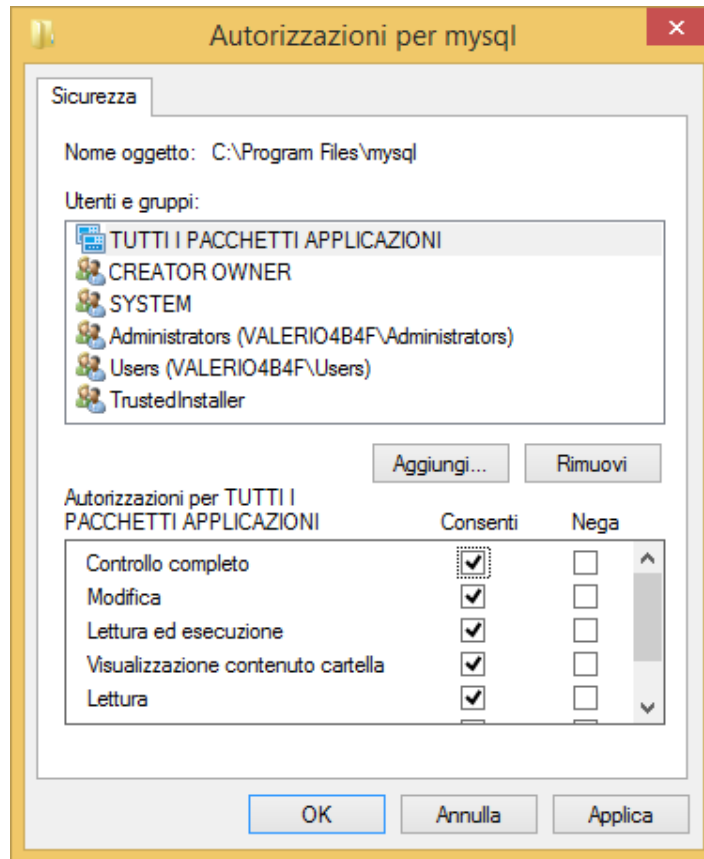 Autorizzazioni per mysql
Sicurezza
Nome oggetto: C:\Program Files\mysql
Utenti e gruppi:
TUTTI I PACCHETTI APPLICAZIONI
CREATOR OWNER
SYSTEM
Administrators (VALERIO4B4F\Administrators)
Users (VALERIO4B4F\Users)
TrustedInstaller
Aggiungi... Rimuovi
Autorizzazioni per TUTTI I
PACCHETTI APPLICAZIONI Consenti Nega
Controllo completo
Modifica
Lettura ed esecuzione
Visualizzazione contenuto cartella
Lettura
OK Annulla Applica